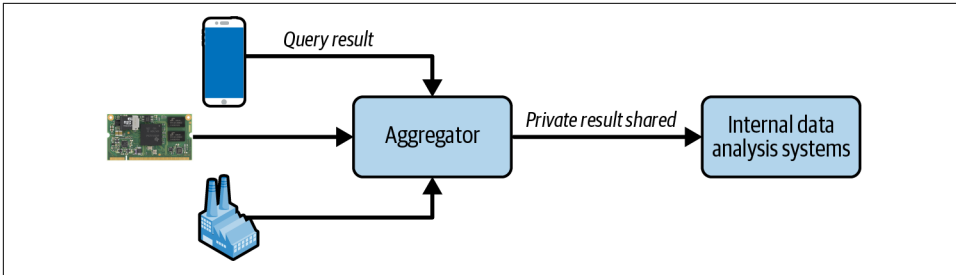 Query result
Aggregator
Private result shared
Internal data
analysis systems